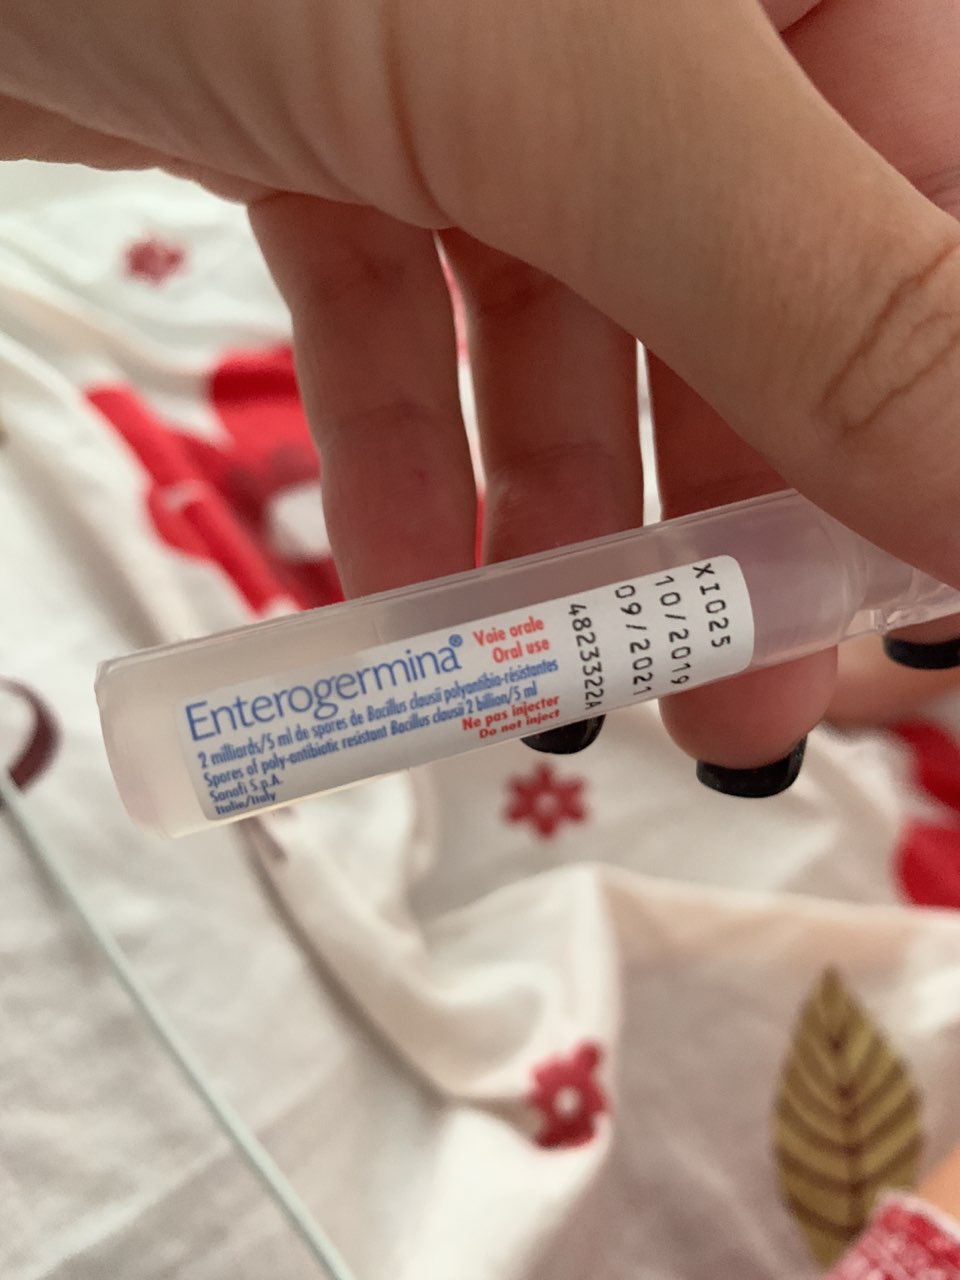 Enterogermina®
Voie orale
Oral use
2 milliards/5 ml de spores de Bacillus clausii polyantibio-résistantes
Spores of poly-antibiotic resistant Bacillus clausii 2 billion/5 ml
Sanofi S.p.A.
Italie/Italy
Ne pas injecter
Do not inject
XI025
10/2019
09/2021
4823322A